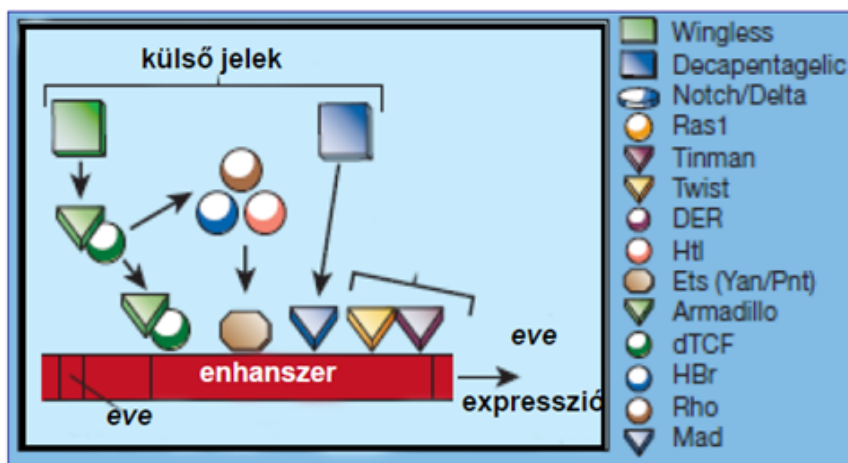 külső jelek
eve
enhanszer
eve
expresszió
Wingless
Decapentagelic
Notch/Delta
Ras1
Tinman
Twist
DER
Htl
Ets (Yan/Pnt)
Armadillo
dTCF
HBr
Rho
Mad